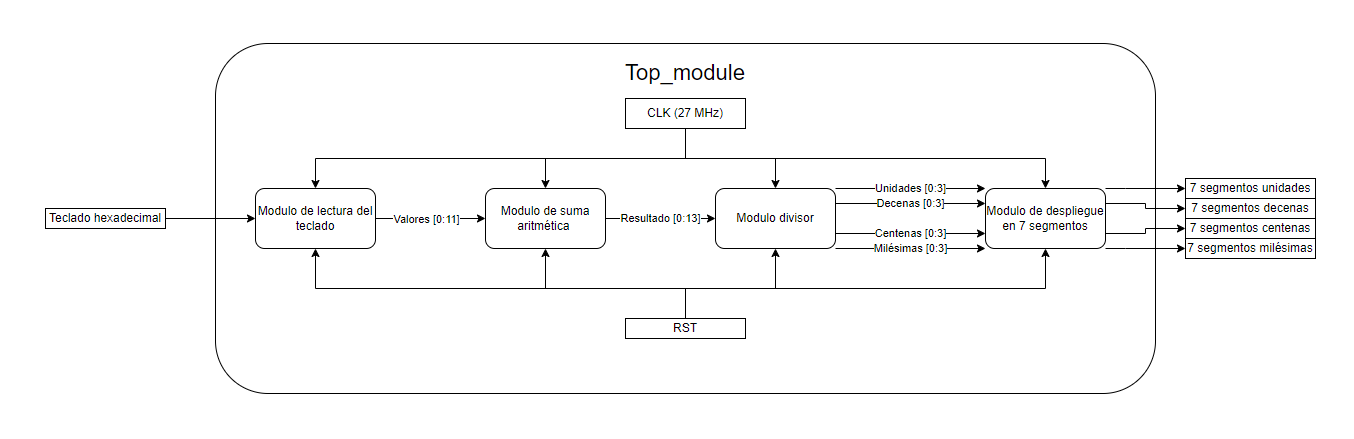 Top_module
CLK (27 MHz)
Teclado hexadecimal
Modulo de lectura del
teclado
Valores [0:11]
Modulo de suma
aritmética
Resultado [0:13]
Modulo divisor
Unidades [0:3]
Decenas [0:3]
Centenas [0:3]
Milésimas [0:3]
Modulo de despliegue
en 7 segmentos
7 segmentos unidades
7 segmentos decenas
7 segmentos centenas
7 segmentos milésimas
RST